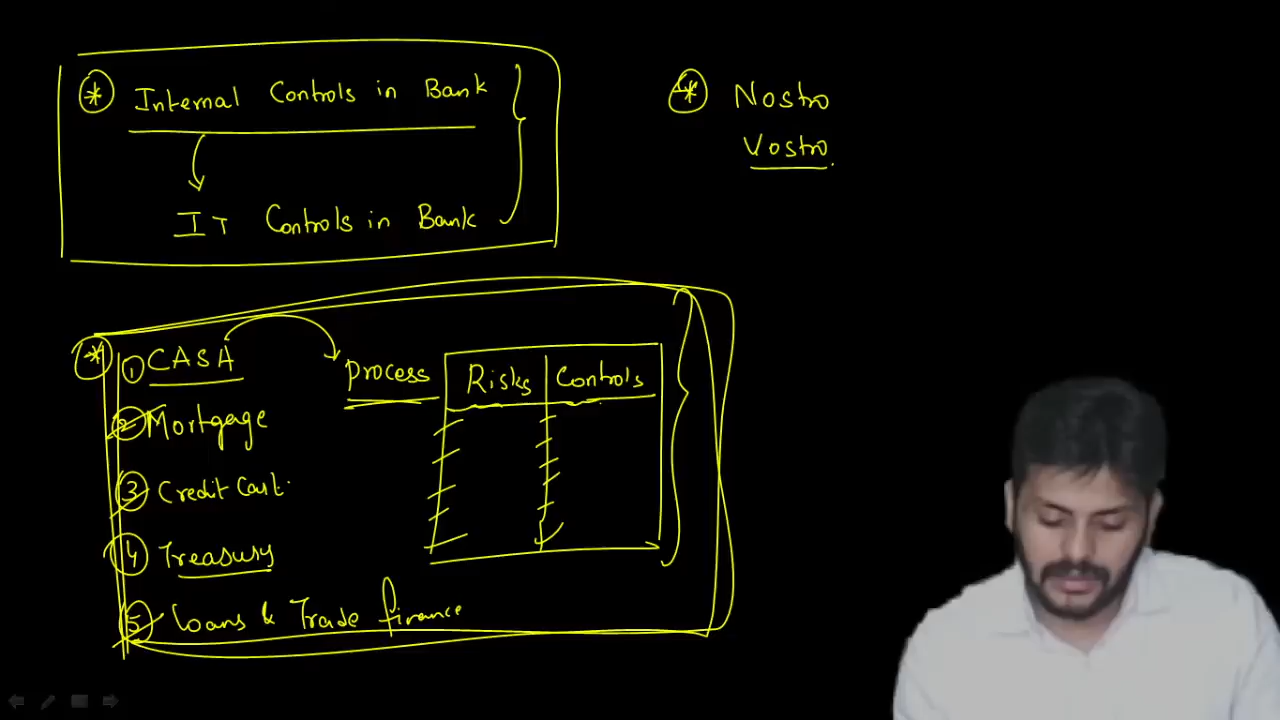 * Internal Controls in Bank
IT Controls in Bank
* Nostro
Vostro
* 1 CASA
process
Risks Controls
2 Mortgage
3 Credit Cast
4 Treasury
5 Loans & Trade finance